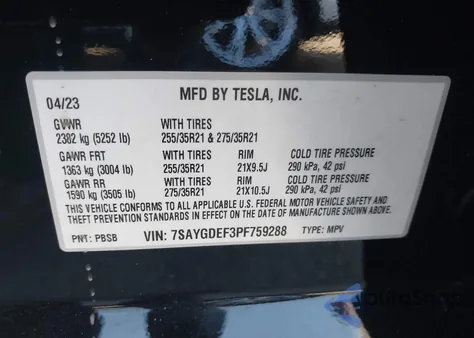 04/23 MFD BY TESLA, INC.
GVWR WITH TIRES
2382 kg (5252 lb) 255/35R21 & 275/35R21
GAWR FRT WITH TIRES RIM COLD TIRE PRESSURE
1363 kg (3004 lb) 255/35R21 21X9.5J 290 kPa, 42 psi
GAWR RR WITH TIRES RIM COLD TIRE PRESSURE
1590 kg (3505 lb) 275/35R21 21X10.5J 290 kPa, 42 psi
THIS VEHICLE CONFORMS TO ALL APPLICABLE U.S. FEDERAL MOTOR VEHICLE SAFETY AND
THEFT PREVENTION STANDARDS IN EFFECT ON THE DATE OF MANUFACTURE SHOWN ABOVE.
PNT: PBSB VIN: 7SAYGDEF3PF759288 TYPE: MPV